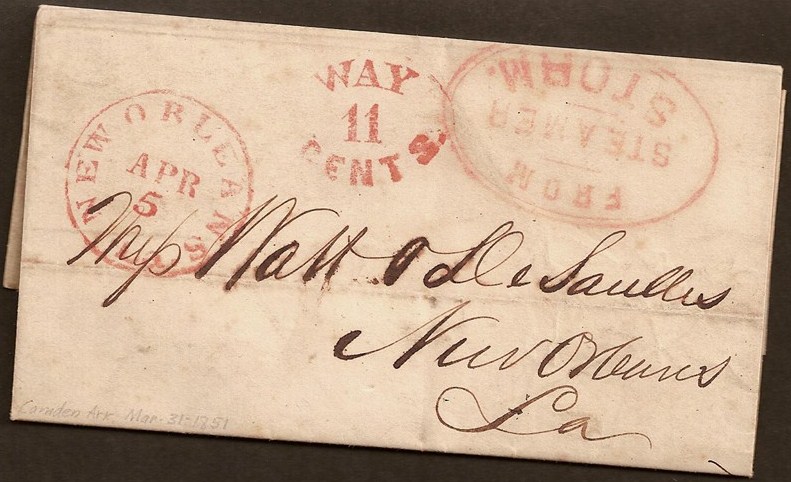 NEW ORLEANS
APR
5
WAY
11
CENTS.
FROM
STEAMER
STORM.
Mess Watt & De Saulles
New Orleans
La
Camden Ark. Mar. 31-1851